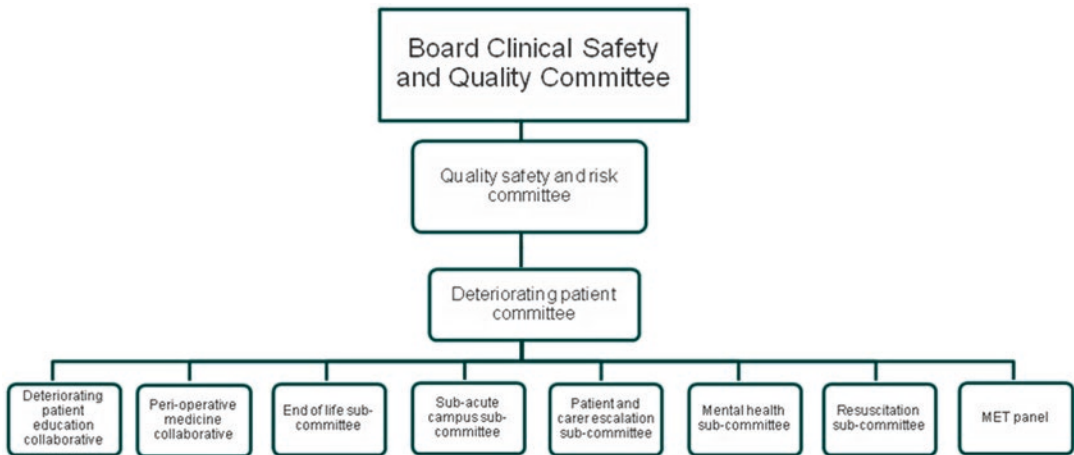 Board Clinical Safety
and Quality Committee
Quality safety and risk
committee
Deteriorating patient
committee
Deteriorating
patient
education
collaborative
Peri-operative
medicine
collaborative
End of life sub-
committee
Sub-acute
campus sub-
committee
Patient and
carer escalation
sub-committee
Mental health
sub-committee
Resuscitation
sub-committee
MET panel